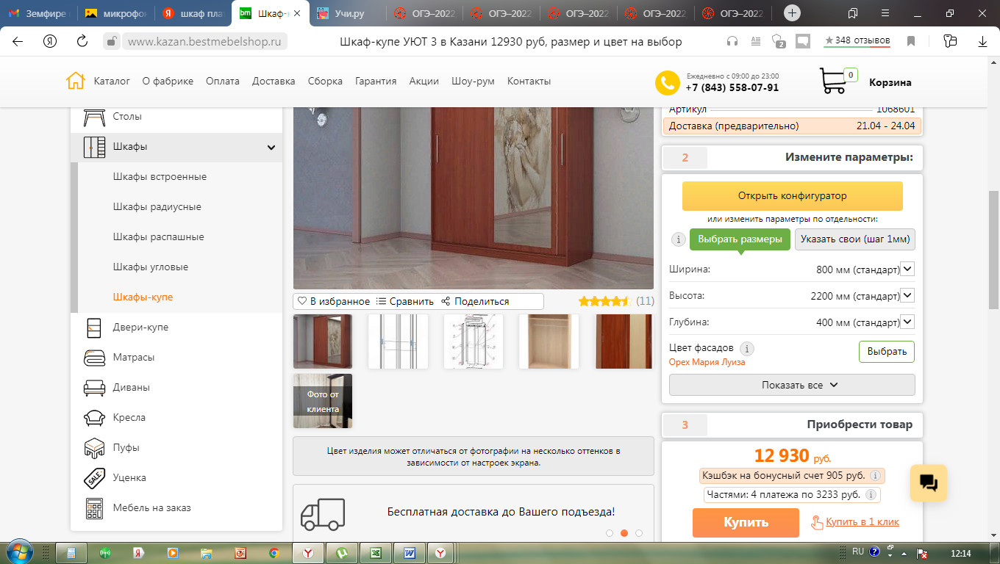 Земфире
микрофо
шкаф плат
Шкаф-к
Учи.ру
ОГЭ–2022
ОГЭ–2022
ОГЭ–2022
ОГЭ–2022
ОГЭ–2022
www.kazan.bestmebelshop.ru
Шкаф-купе УЮТ 3 в Казани 12930 руб, размер и цвет на выбор
2
★348 отзывов
Каталог О фабрике Оплата Доставка Сборка Гарантия Акции Шоу-рум Контакты
Ежедневно с 09:00 до 23:00
+7 (843) 558-07-91
0
Корзина
Столы
Шкафы
Шкафы встроенные
Шкафы радиусные
Шкафы распашные
Шкафы угловые
Шкафы-купе
Двери-купе
Матрасы
Диваны
Кресла
Пуфы
SALE
Уценка
Мебель на заказ
В избранное Сравнить Поделиться
(11)
Фото от
клиента
Цвет изделия может отличаться от фотографии на несколько оттенков в
зависимости от настроек экрана.
Бесплатная доставка до Вашего подъезда!
Артикул 1068601
Доставка (предварительно) 21.04 - 24.04
2 Измените параметры:
Открыть конфигуратор
или изменить параметры по отдельности:
i Выбрать размеры Указать свои (шаг 1мм)
Ширина: 800 мм (стандарт)
Высота: 2200 мм (стандарт)
Глубина: 400 мм (стандарт)
Цвет фасадов i Выбрать
Орех Мария Луиза
Показать все
3 Приобрести товар
12 930 руб.
Кэшбэк на бонусный счет 905 руб. i
Частями: 4 платежа по 3233 руб. i
Купить Купить в 1 клик
RU
12:14